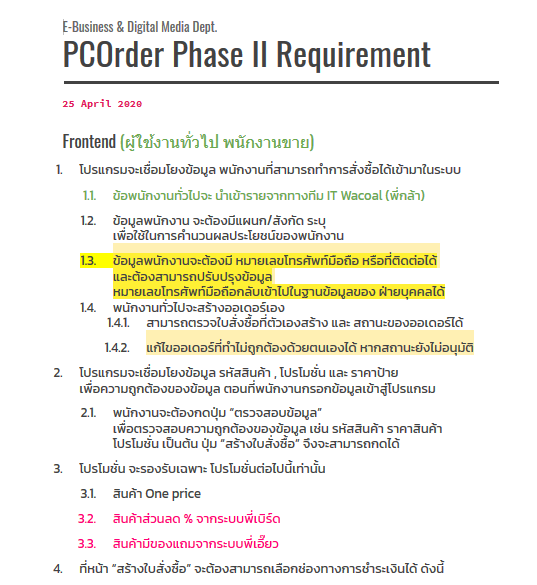 E-Business & Digital Media Dept.
PCOrder Phase II Requirement
25 April 2020
Frontend (ผู้ใช้งานทั่วไป พนักงานขาย)
1. โปรแกรมจะเชื่อมโยงข้อมูล พนักงานที่สามารถทำการสั่งซื้อได้เข้ามาในระบบ
1.1. ข้อพนักงานทั่วไปจะ นำเข้ารายจากทางทีม IT Wacoal (พี่กล้า)
1.2. ข้อมูลพนักงาน จะต้องมีแผนก/สังกัด ระบุ
เพื่อใช้ในการคำนวนผลประโยชน์ของพนักงาน
1.3. ข้อมูลพนักงานจะต้องมี หมายเลขโทรศัพท์มือถือ หรือที่ติดต่อได้
และต้องสามารถปรับปรุงข้อมูล
หมายเลขโทรศัพท์มือถือกลับเข้าไปในฐานข้อมูลของ ฝ่ายบุคคลได้
1.4. พนักงานทั่วไปจะสร้างออเดอร์เอง
1.4.1. สามารถตรวจใบสั่งซื้อที่ตัวเองสร้าง และ สถานะของออเดอร์ได้
1.4.2. แก้ไขออเดอร์ที่ทำไม่ถูกต้องด้วยตนเองได้ หากสถานะยังไม่อนุมัติ
2. โปรแกรมจะเชื่อมโยงข้อมูล รหัสสินค้า , โปรโมชั่น และ ราคาป้าย
เพื่อความถูกต้องของข้อมูล ตอนที่พนักงานกรอกข้อมูลเข้าสู่โปรแกรม
2.1. พนักงานจะต้องกดปุ่ม “ตรวจสอบข้อมูล”
เพื่อตรวจสอบความถูกต้องของข้อมูล เช่น รหัสสินค้า ราคาสินค้า
โปรโมชั่น เป็นต้น ปุ่ม “สร้างใบสั่งซื้อ” จึงจะสามารถกดได้
3. โปรโมชั่น จะรองรับเฉพาะ โปรโมชั่นต่อไปนี้เท่านั้น
3.1. สินค้า One price
3.2. สินค้าส่วนลด % จากระบบพี่เบิร์ด
3.3. สินค้ามีของแถมจากระบบพี่เอี๊ยว
4. ที่หน้า “สร้างใบสั่งซื้อ” จะต้องสามารถเลือกช่องทางการชำระเงินได้ ดังนี้